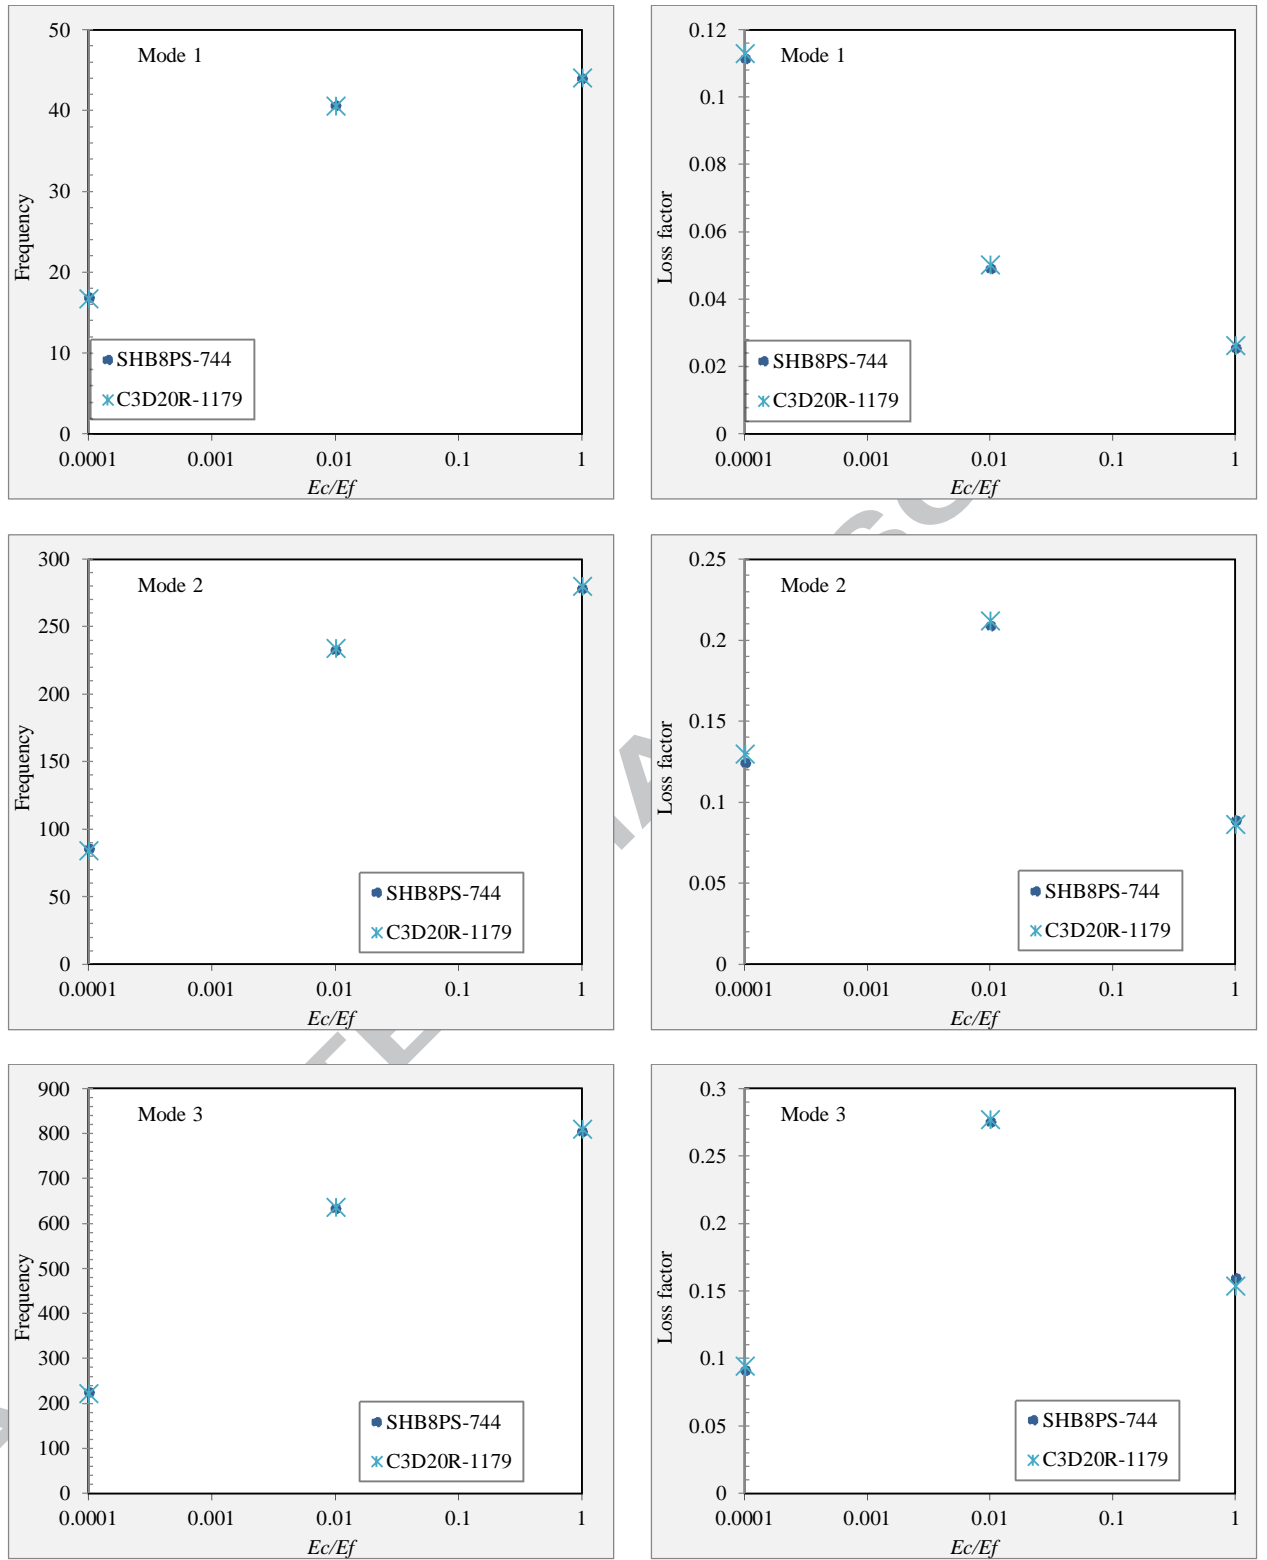 50
40
30
20
10
0
Frequency
Mode 1
SHB8PS-744
C3D20R-1179
0.0001 0.001 0.01 0.1 1
Ec/Ef
0.12
0.1
0.08
0.06
0.04
0.02
0
Loss factor
Mode 1
SHB8PS-744
C3D20R-1179
0.0001 0.001 0.01 0.1 1
Ec/Ef
300
250
200
150
100
50
0
Frequency
Mode 2
SHB8PS-744
C3D20R-1179
0.0001 0.001 0.01 0.1 1
Ec/Ef
0.25
0.2
0.15
0.1
0.05
0
Loss factor
Mode 2
SHB8PS-744
C3D20R-1179
0.0001 0.001 0.01 0.1 1
Ec/Ef
900
800
700
600
500
400
300
200
100
0
Frequency
Mode 3
SHB8PS-744
C3D20R-1179
0.0001 0.001 0.01 0.1 1
Ec/Ef
0.3
0.25
0.2
0.15
0.1
0.05
0
Loss factor
Mode 3
SHB8PS-744
C3D20R-1179
0.0001 0.001 0.01 0.1 1
Ec/Ef